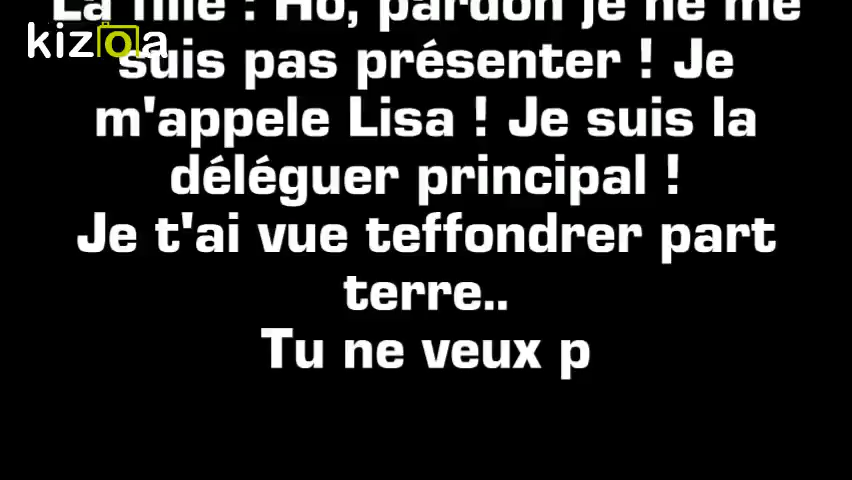 La fille : Ho, pardon je ne me
kizoa
suis pas présenter ! Je
m'appele Lisa ! Je suis la
déléguer principal !
Je t'ai vue teffondrer part
terre..
Tu ne veux p